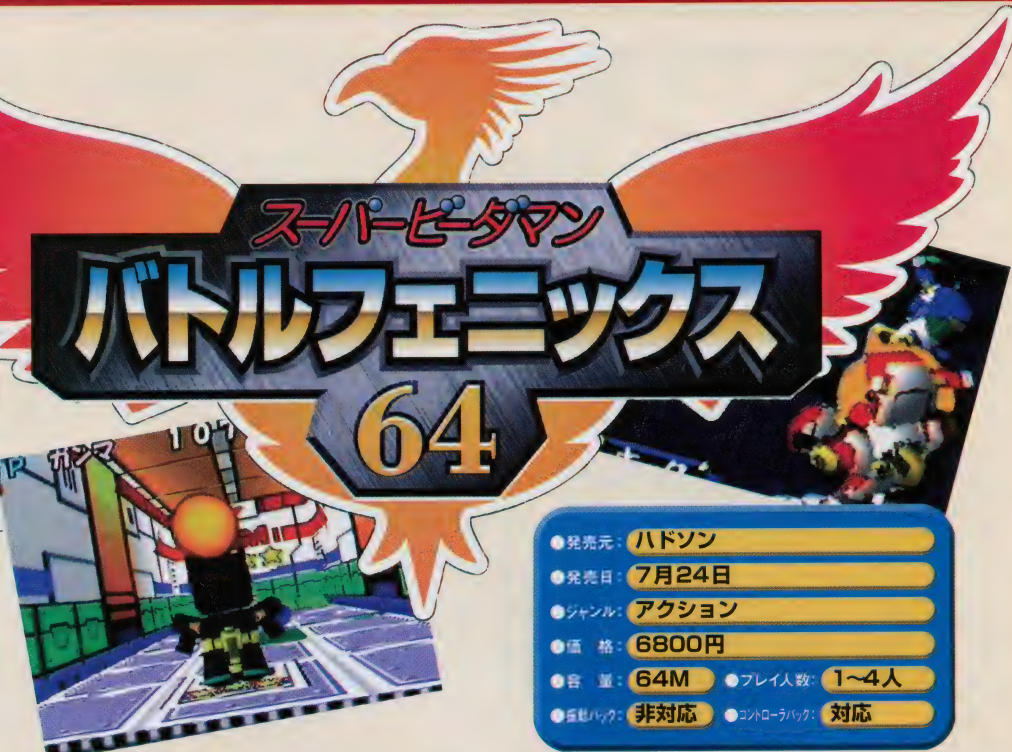 スーパービーダマン
バトルフェニックス
64
P ガンマ 107
発売元: ハドソン
発売日: 7月24日
ジャンル: アクション
価 格: 6800円
容 量: 64M プレイ人数: 1~4人
振動パック: 非対応 コントローラパック: 対応